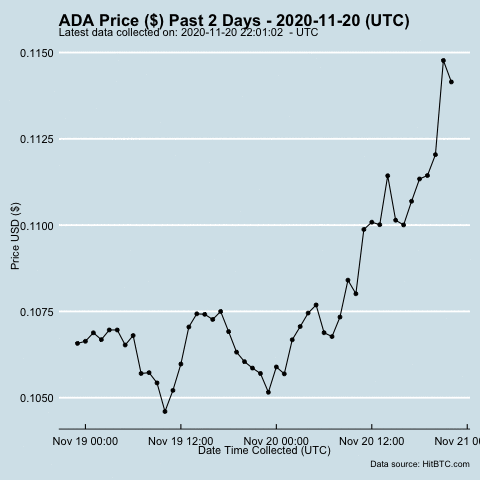 ADA Price ($) Past 2 Days - 2020-11-20 (UTC)
Latest data collected on: 2020-11-20 22:01:02 - UTC
0.1150
0.1125
0.1100
0.1075
0.1050
Price USD ($)
Nov 19 00:00 Nov 19 12:00 Nov 20 00:00 Nov 20 12:00 Nov 21 0
Date Time Collected (UTC)
Data source: HitBTC.com